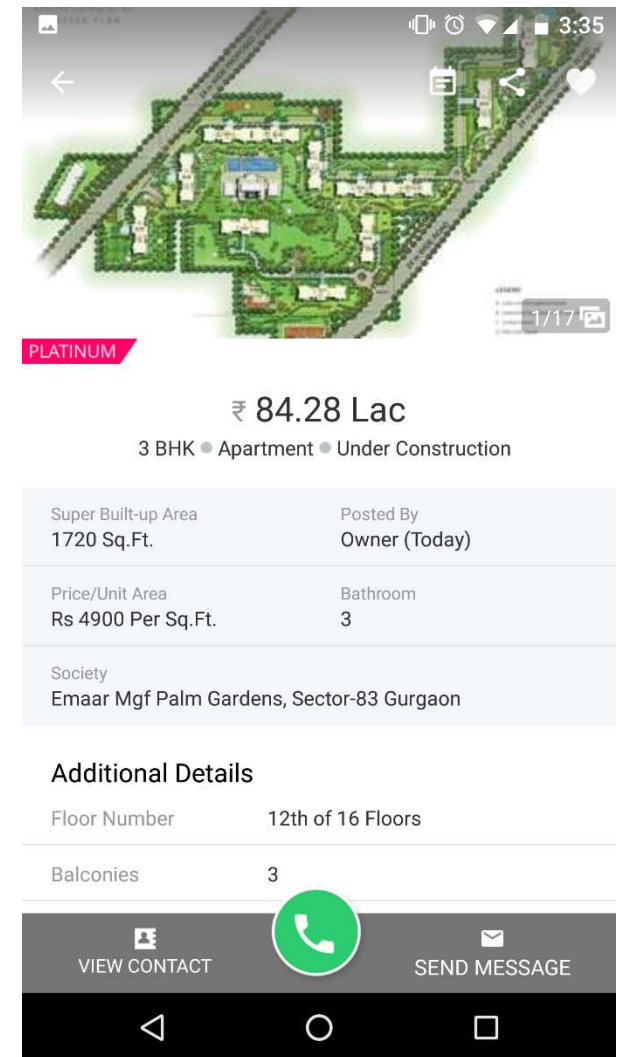 MASTER PLAN
3:35
1/17
PLATINUM
₹ 84.28 Lac
3 BHK Apartment Under Construction
Super Built-up Area Posted By
1720 Sq.Ft. Owner (Today)
Price/Unit Area Bathroom
Rs 4900 Per Sq.Ft. 3
Society
Emaar Mgf Palm Gardens, Sector-83 Gurgaon
Additional Details
Floor Number 12th of 16 Floors
Balconies 3
VIEW CONTACT SEND MESSAGE